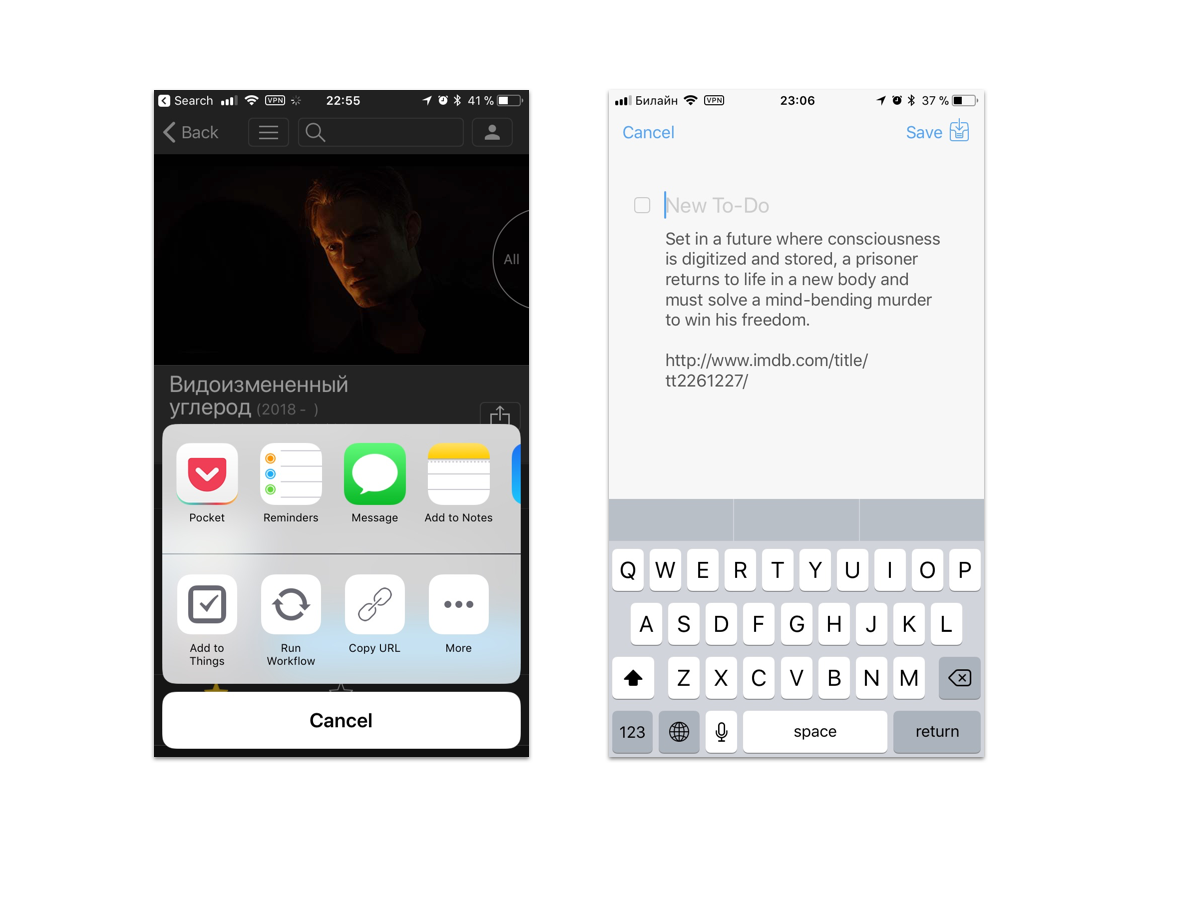 Search VPN 22:55 41 %
Back
All
Видоизмененный
углерод (2018 - )
Pocket Reminders Message Add to Notes
Add to Things Run Workflow Copy URL More
Cancel
Билайн VPN 23:06 37 %
Cancel Save
New To-Do
Set in a future where consciousness
is digitized and stored, a prisoner
returns to life in a new body and
must solve a mind-bending murder
to win his freedom.
http://www.imdb.com/title/
tt2261227/
Q W E R T Y U I O P
A S D F G H J K L
Z X C V B N M
123 space return